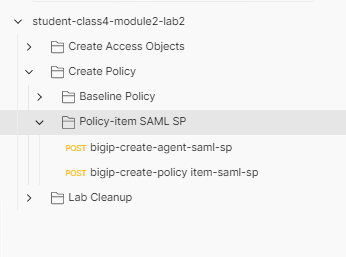 student-class4-module2-lab2
Create Access Objects
Create Policy
Baseline Policy
Policy-item SAML SP
POST bigip-create-agent-saml-sp
POST bigip-create-policy item-saml-sp
Lab Cleanup